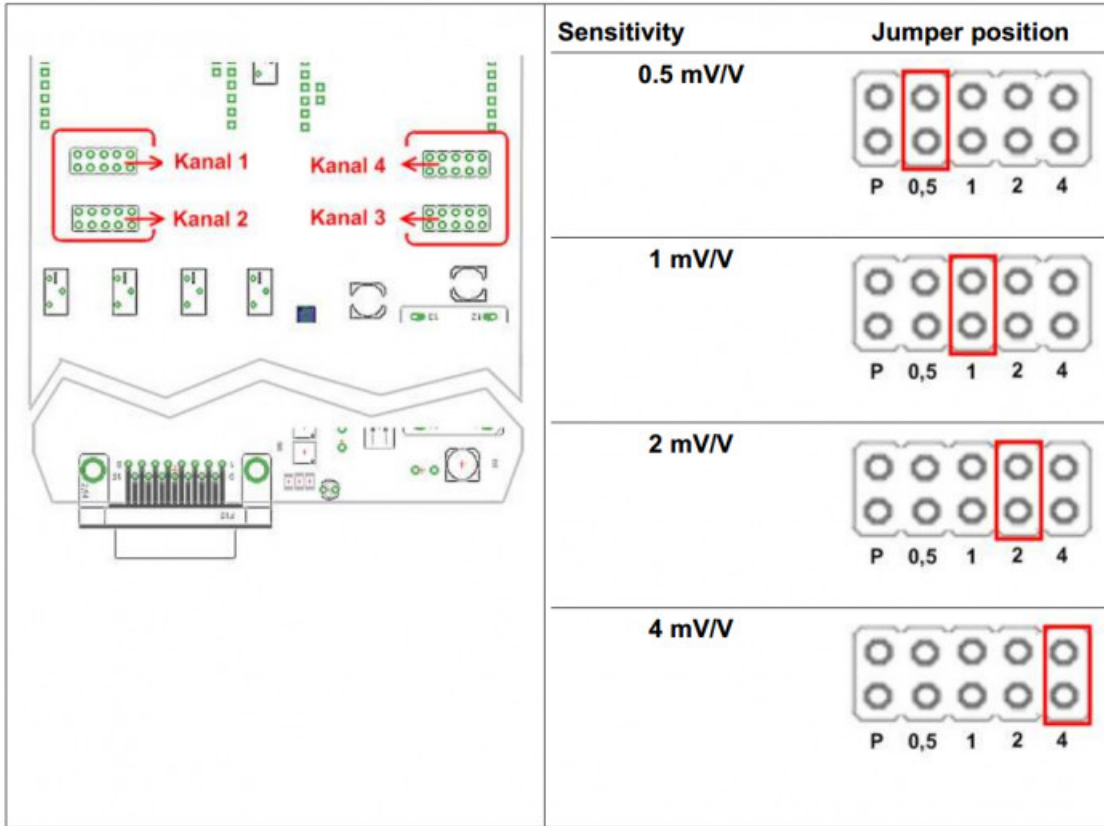 Sensitivity Jumper position
0.5 mV/V
P 0,5 1 2 4
1 mV/V
P 0,5 1 2 4
2 mV/V
P 0,5 1 2 4
4 mV/V
P 0,5 1 2 4
Kanal 1
Kanal 4
Kanal 2
Kanal 3
13
12